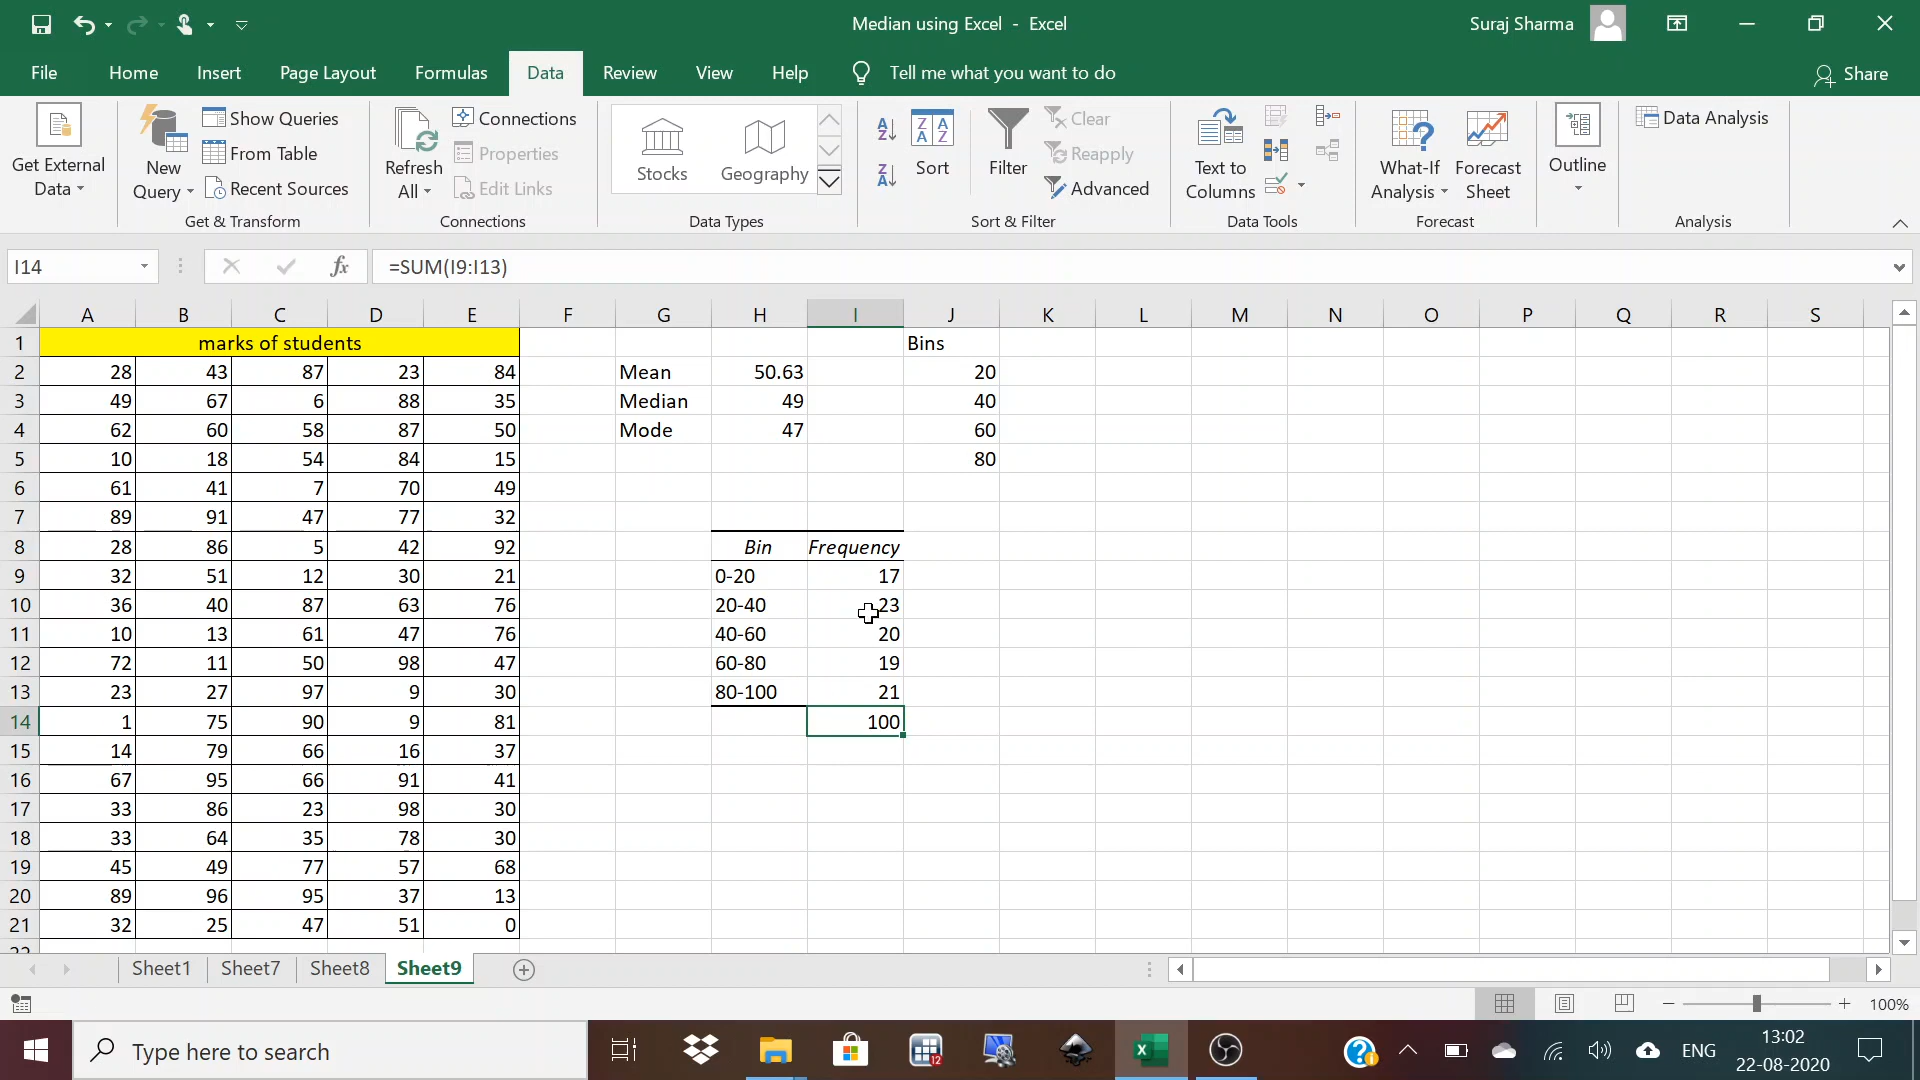 Median using Excel - Excel
Suraj Sharma
File Home Insert Page Layout Formulas Data Review View Help Tell me what you want to do Share
Get External Data
New Query
Show Queries
From Table
Recent Sources
Get & Transform
Refresh All
Connections
Properties
Edit Links
Connections
Stocks
Geography
Data Types
Sort
Filter
Clear
Reapply
Advanced
Sort & Filter
Text to Columns
Data Tools
What-If Analysis
Forecast Sheet
Forecast
Outline
Data Analysis
Analysis
I14 fx =SUM(I9:I13)
A B C D E F G H I J K L M N O P Q R S
1 marks of students Bins
2 28 43 87 23 84 Mean 50.63 20
3 49 67 6 88 35 Median 49 40
4 62 60 58 87 50 Mode 47 60
5 10 18 54 84 15 80
6 61 41 7 70 49
7 89 91 47 77 32
8 28 86 5 42 92 Bin Frequency
9 32 51 12 30 21 0-20 17
10 36 40 87 63 76 20-40 23
11 10 13 61 47 76 40-60 20
12 72 11 50 98 47 60-80 19
13 23 27 97 9 30 80-100 21
14 1 75 90 9 81 100
15 14 79 66 16 37
16 67 95 66 91 41
17 33 86 23 98 30
18 33 64 35 78 30
19 45 49 77 57 68
20 89 96 95 37 13
21 32 25 47 51 0
Sheet1 Sheet7 Sheet8 Sheet9
100%
Type here to search
ENG
13:02
22-08-2020